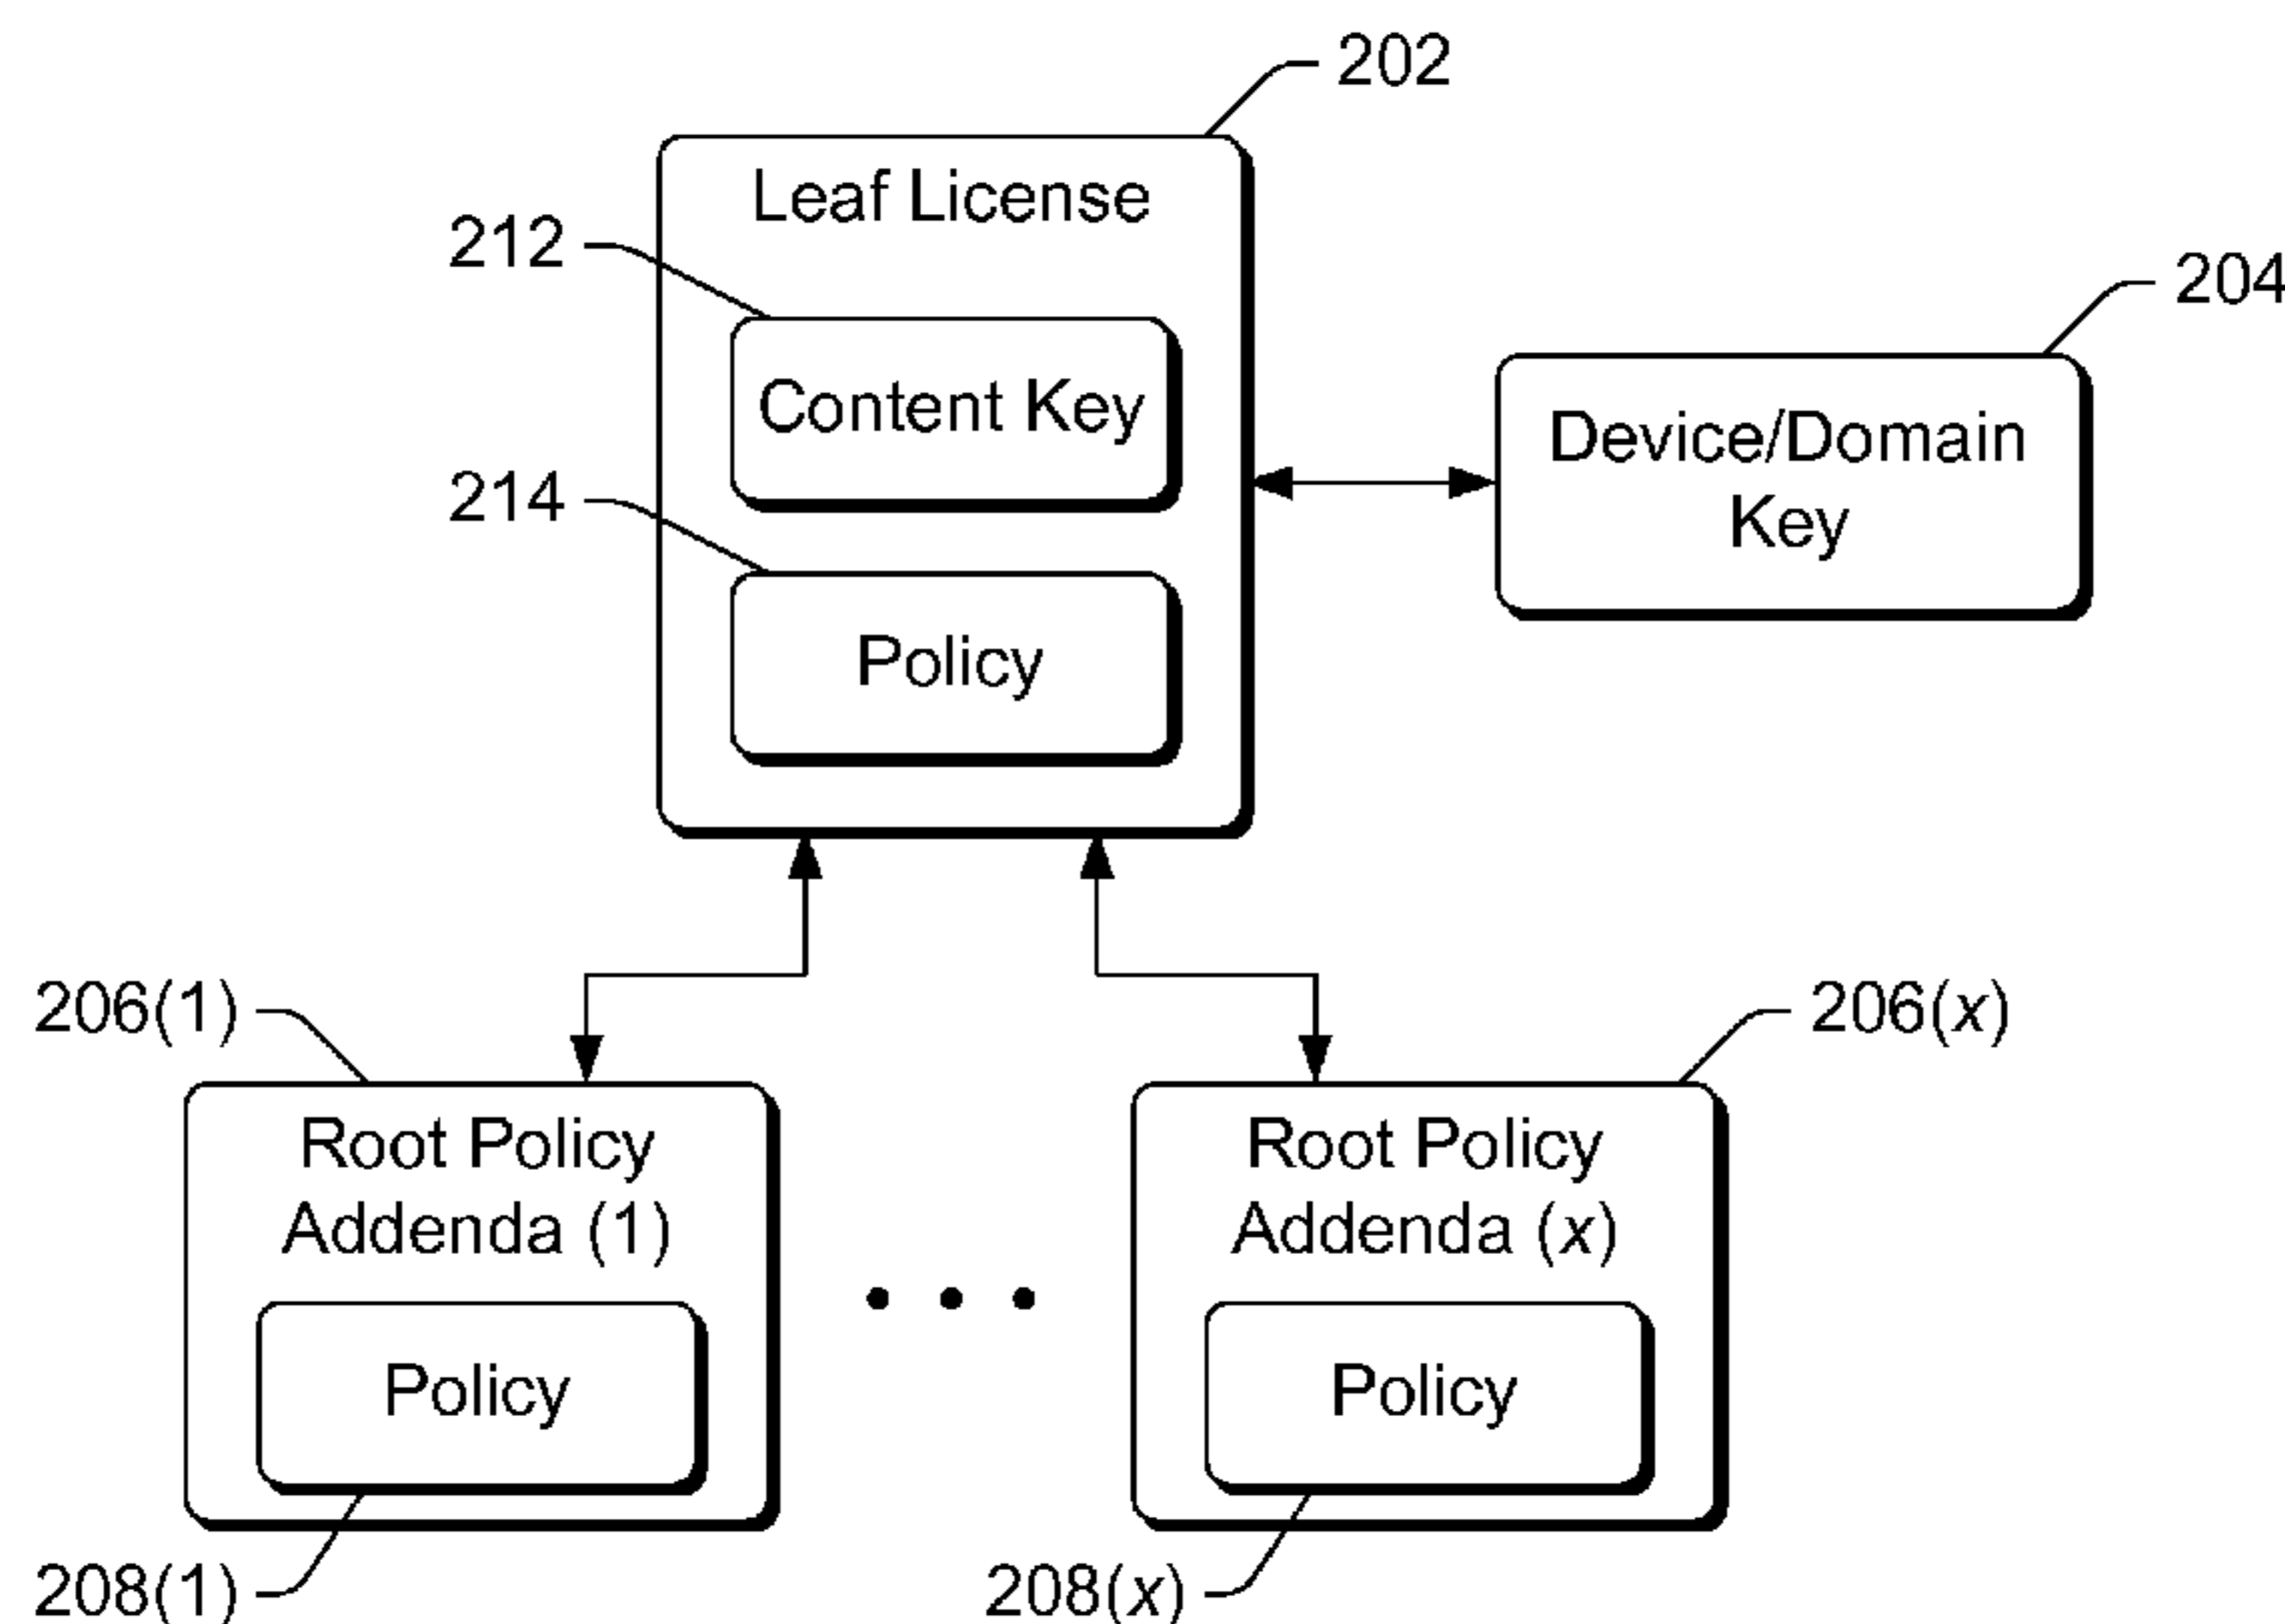 202
Leaf License
212
Content Key
204
Device/Domain
Key
214
Policy
206(1)
206(x)
Root Policy
Addenda (1)
Root Policy
Addenda (x)
Policy
Policy
208(1)
208(x)